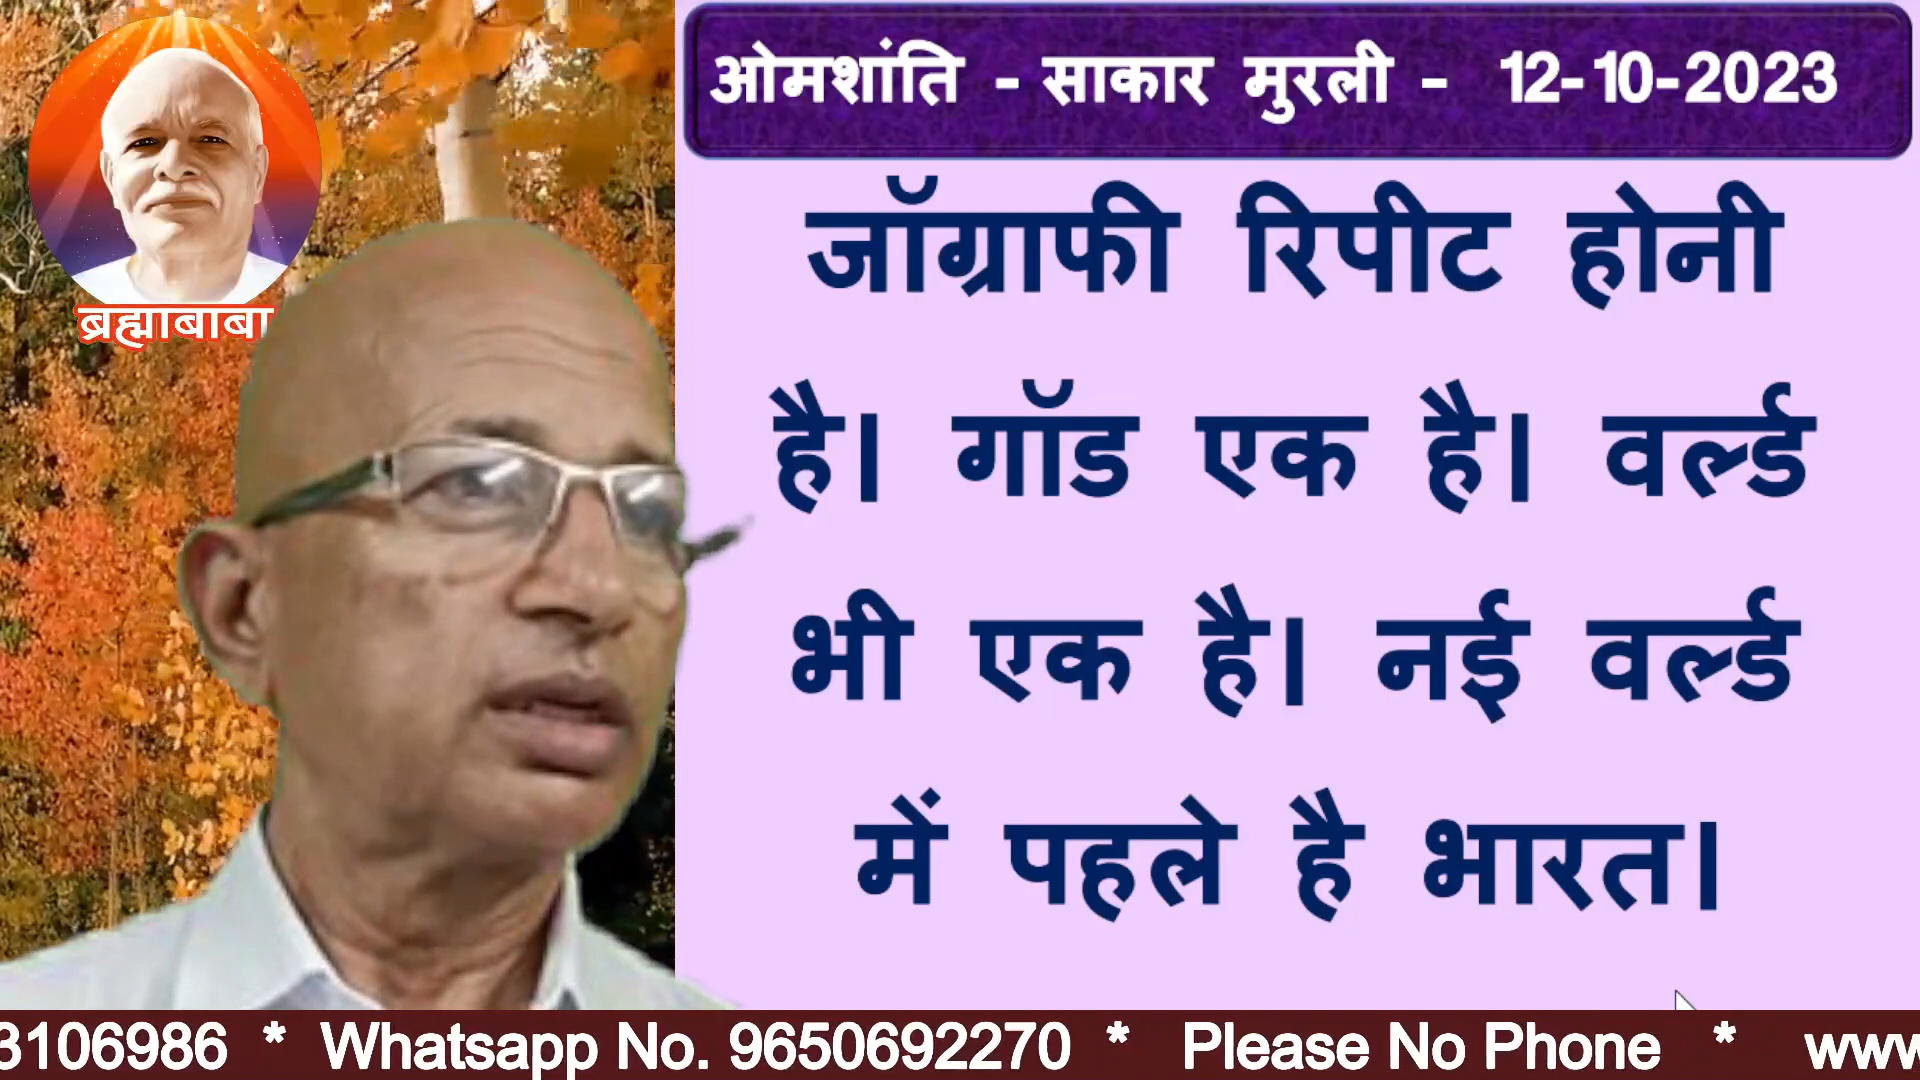 ओमशांति - साकार मुरली - 12-10-2023
ब्रह्माबाबा
जॉग्राफी रिपीट होनी
है। गॉड एक है। वर्ल्ड
भी एक है। नई वर्ल्ड
में पहले है भारत।
3106986 * Whatsapp No. 9650692270 * Please No Phone * www